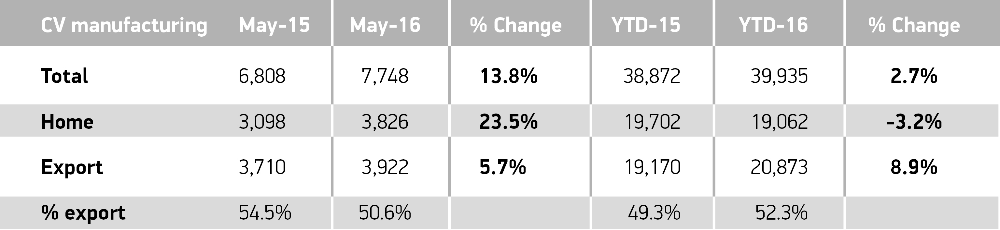 CV manufacturing May-15 May-16 % Change YTD-15 YTD-16 % Change
Total 6,808 7,748 13.8% 38,872 39,935 2.7%
Home 3,098 3,826 23.5% 19,702 19,062 -3.2%
Export 3,710 3,922 5.7% 19,170 20,873 8.9%
% export 54.5% 50.6% 49.3% 52.3%